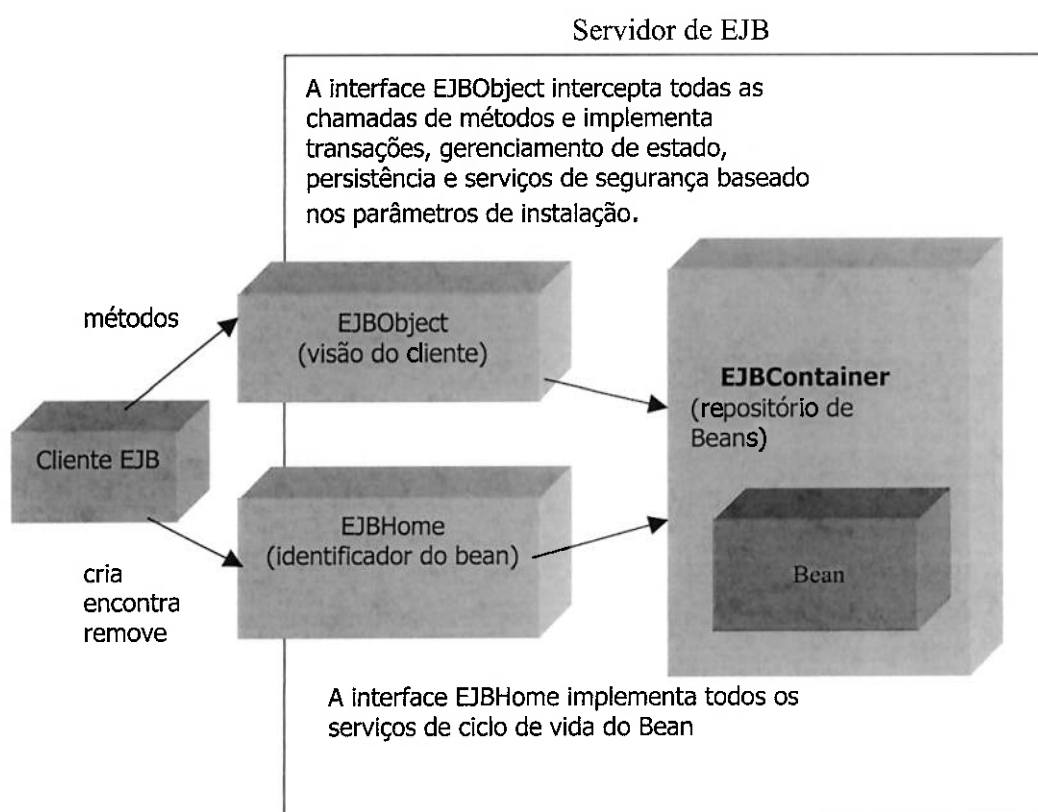 Servidor de EJB
A interface EJBObject intercepta todas as
chamadas de métodos e implementa
transações, gerenciamento de estado,
persistência e serviços de segurança baseado
nos parâmetros de instalação.
métodos
EJBObject
(visão do cliente)
EJBContainer
(repositório de
Beans)
Cliente EJB
EJBHome
(identificador do bean)
Bean
cria
encontra
remove
A interface EJBHome implementa todos os
serviços de ciclo de vida do Bean